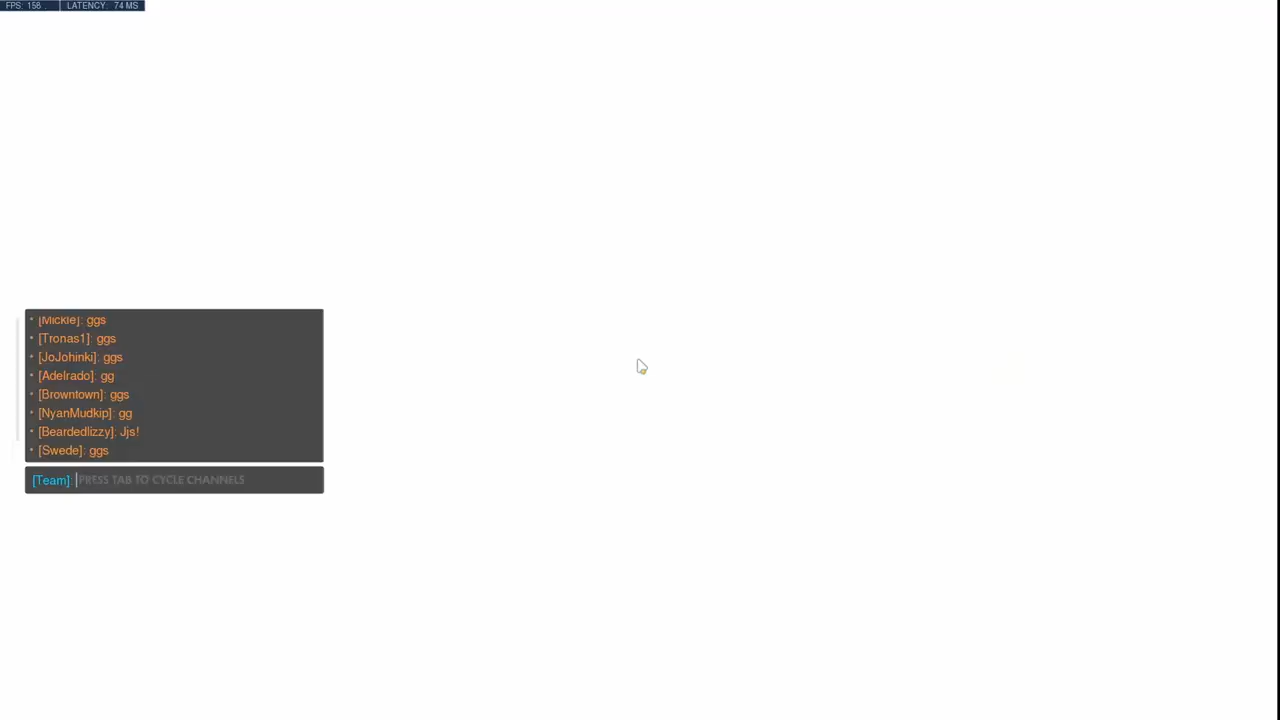 FPS: 158 LATENCY: 74 MS
• [Mickie]: ggs
• [Tronas1]: ggs
• [JoJohinki]: ggs
• [Adelrado]: gg
• [Browntown]: ggs
• [NyanMudkip]: gg
• [Beardedlizzy]: Jjs!
• [Swede]: ggs
[Team]: PRESS TAB TO CYCLE CHANNELS